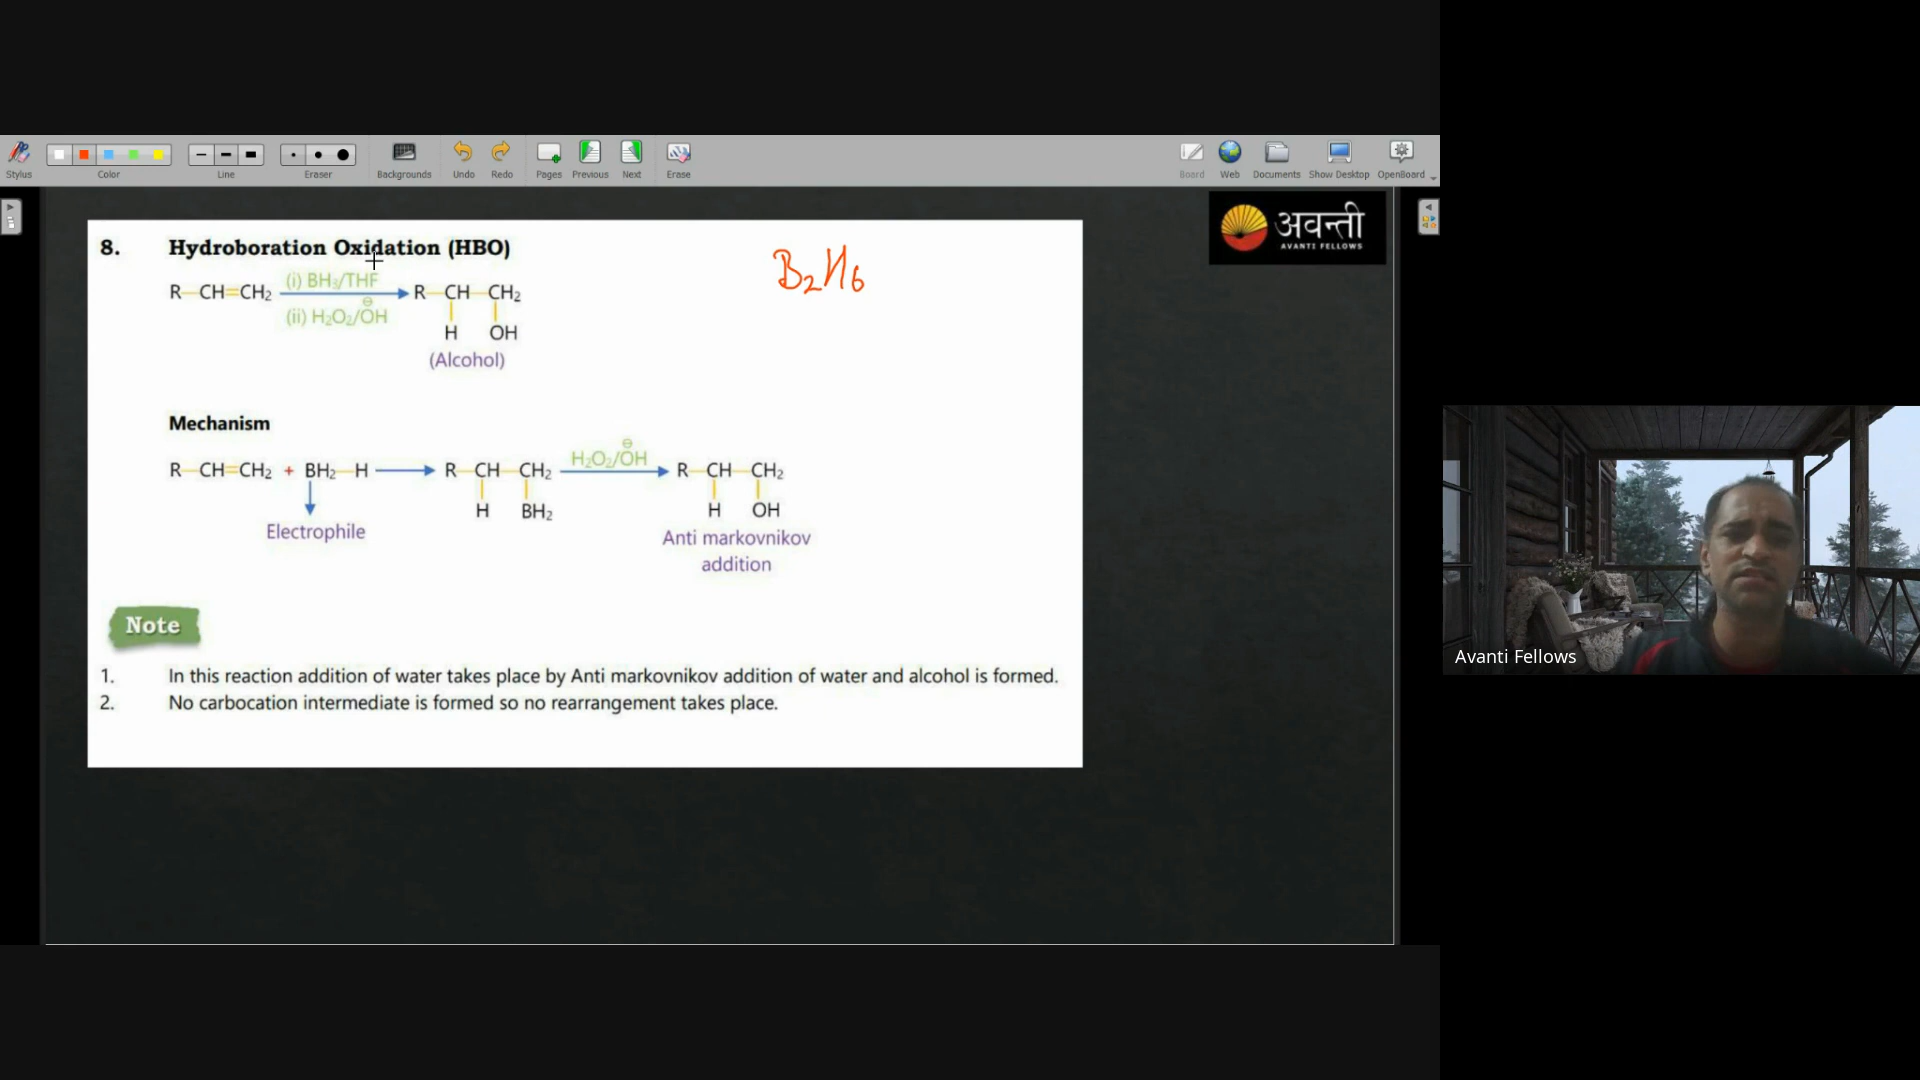 Stylus Color Line Eraser Backgrounds Undo Redo Pages Previous Next Erase Board Web Documents Show Desktop OpenBoard
अवन्ती
AVANTI FELLOWS
8. Hydroboration Oxidation (HBO)
B₂H₆
(i) BH₃/THF
R–CH=CH₂ → R–CH–CH₂
(ii) H₂O₂/OH⊖
H OH
(Alcohol)
Mechanism
H₂O₂/OH⊖
R–CH=CH₂ + BH₂–H → R–CH–CH₂ → R–CH–CH₂
H BH₂ H OH
Electrophile
Anti markovnikov
addition
Note
1. In this reaction addition of water takes place by Anti markovnikov addition of water and alcohol is formed.
2. No carbocation intermediate is formed so no rearrangement takes place.
Avanti Fellows